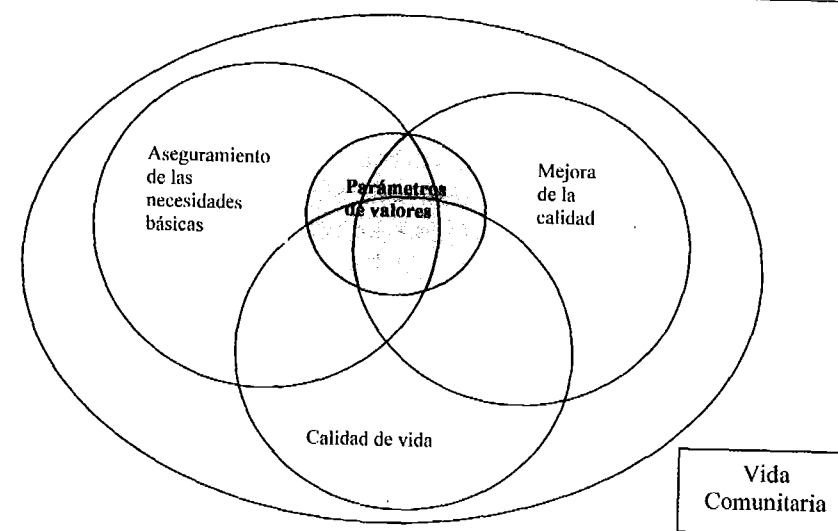 Aseguramiento
de las
necesidades
básicas
Parámetros
de valores
Mejora
de la
calidad
Calidad de vida
Vida
Comunitaria